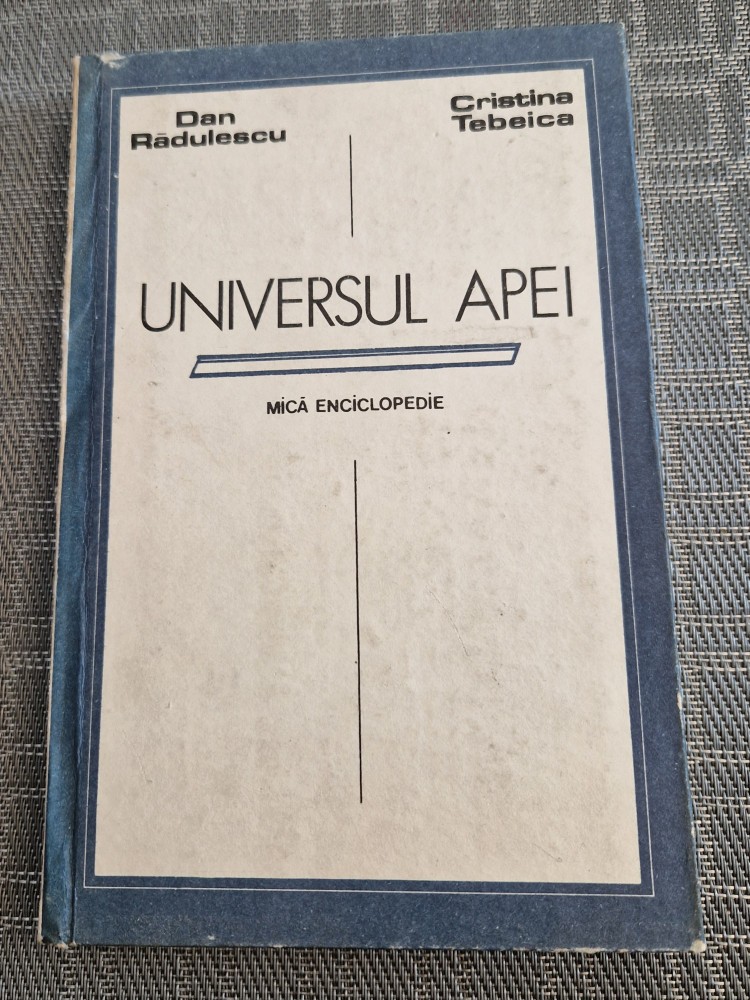 Dan
Rădulescu
Cristina
Tebeica
UNIVERSUL APEI
MICĂ ENCICLOPEDIE